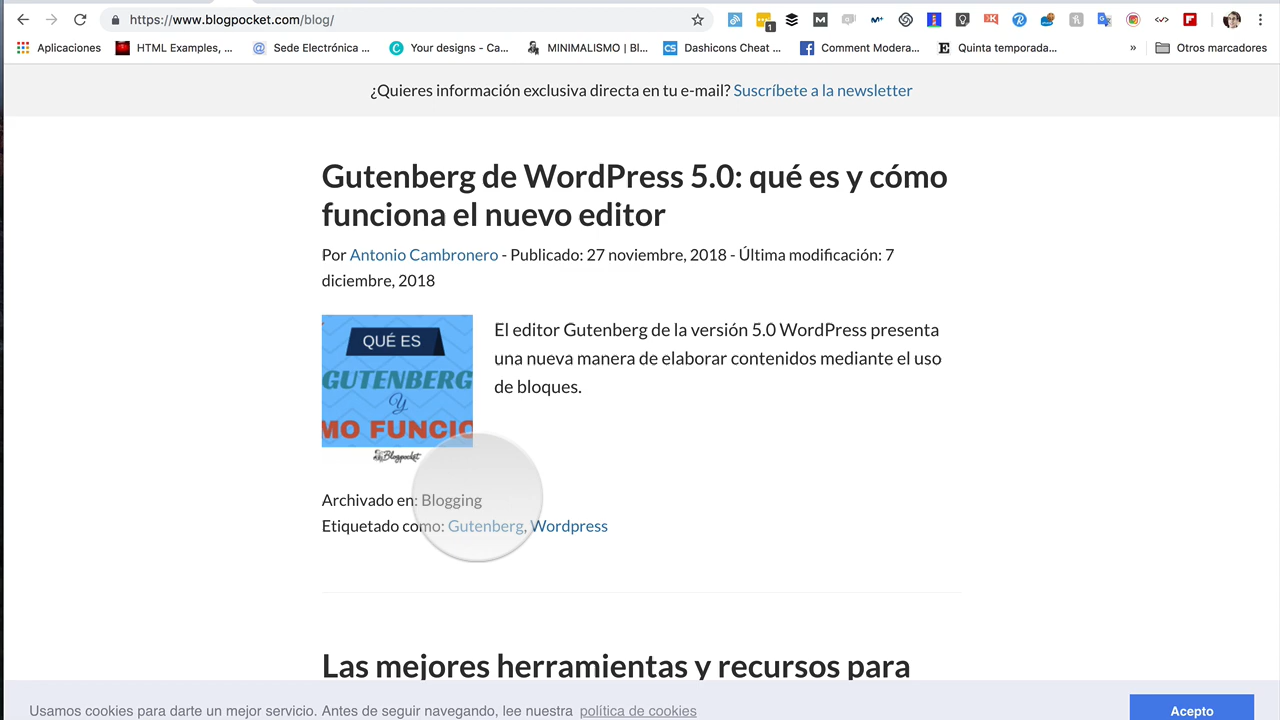 https://www.blogpocket.com/blog/
1
Aplicaciones
HTML Examples, ...
Sede Electrónica ...
Your designs - Ca...
MINIMALISMO | Bl...
Dashicons Cheat ...
Comment Modera...
Quinta temporada...
»
Otros marcadores
¿Quieres información exclusiva directa en tu e-mail? Suscríbete a la newsletter
Gutenberg de WordPress 5.0: qué es y cómo
funciona el nuevo editor
Por Antonio Cambronero - Publicado: 27 noviembre, 2018 - Última modificación: 7
diciembre, 2018
QUÉ ES
GUTENBERG
Y
MO FUNCIO
Blogpocket
El editor Gutenberg de la versión 5.0 WordPress presenta
una nueva manera de elaborar contenidos mediante el uso
de bloques.
Archivado en: Blogging
Etiquetado como: Gutenberg, Wordpress
Las mejores herramientas y recursos para
Usamos cookies para darte un mejor servicio. Antes de seguir navegando, lee nuestra política de cookies
Acepto